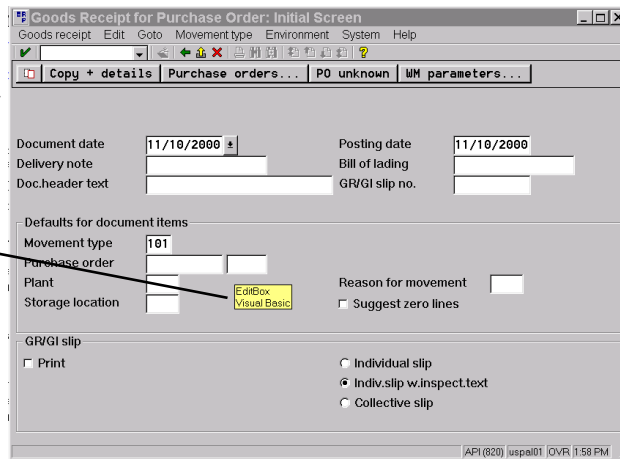 Goods Receipt for Purchase Order: Initial Screen
Goods receipt Edit Goto Movement type Environment System Help
Copy + details Purchase orders... PO unknown WM parameters...
Document date 11/10/2000 Posting date 11/10/2000
Delivery note Bill of lading
Doc.header text GR/GI slip no.
Defaults for document items
Movement type 101
Purchase order
Plant Reason for movement
EditBox
Visual Basic
Storage location Suggest zero lines
GR/GI slip
Print Individual slip
Indiv.slip w.inspect.text
Collective slip
API (820) uspal01 OVR 1:58 PM